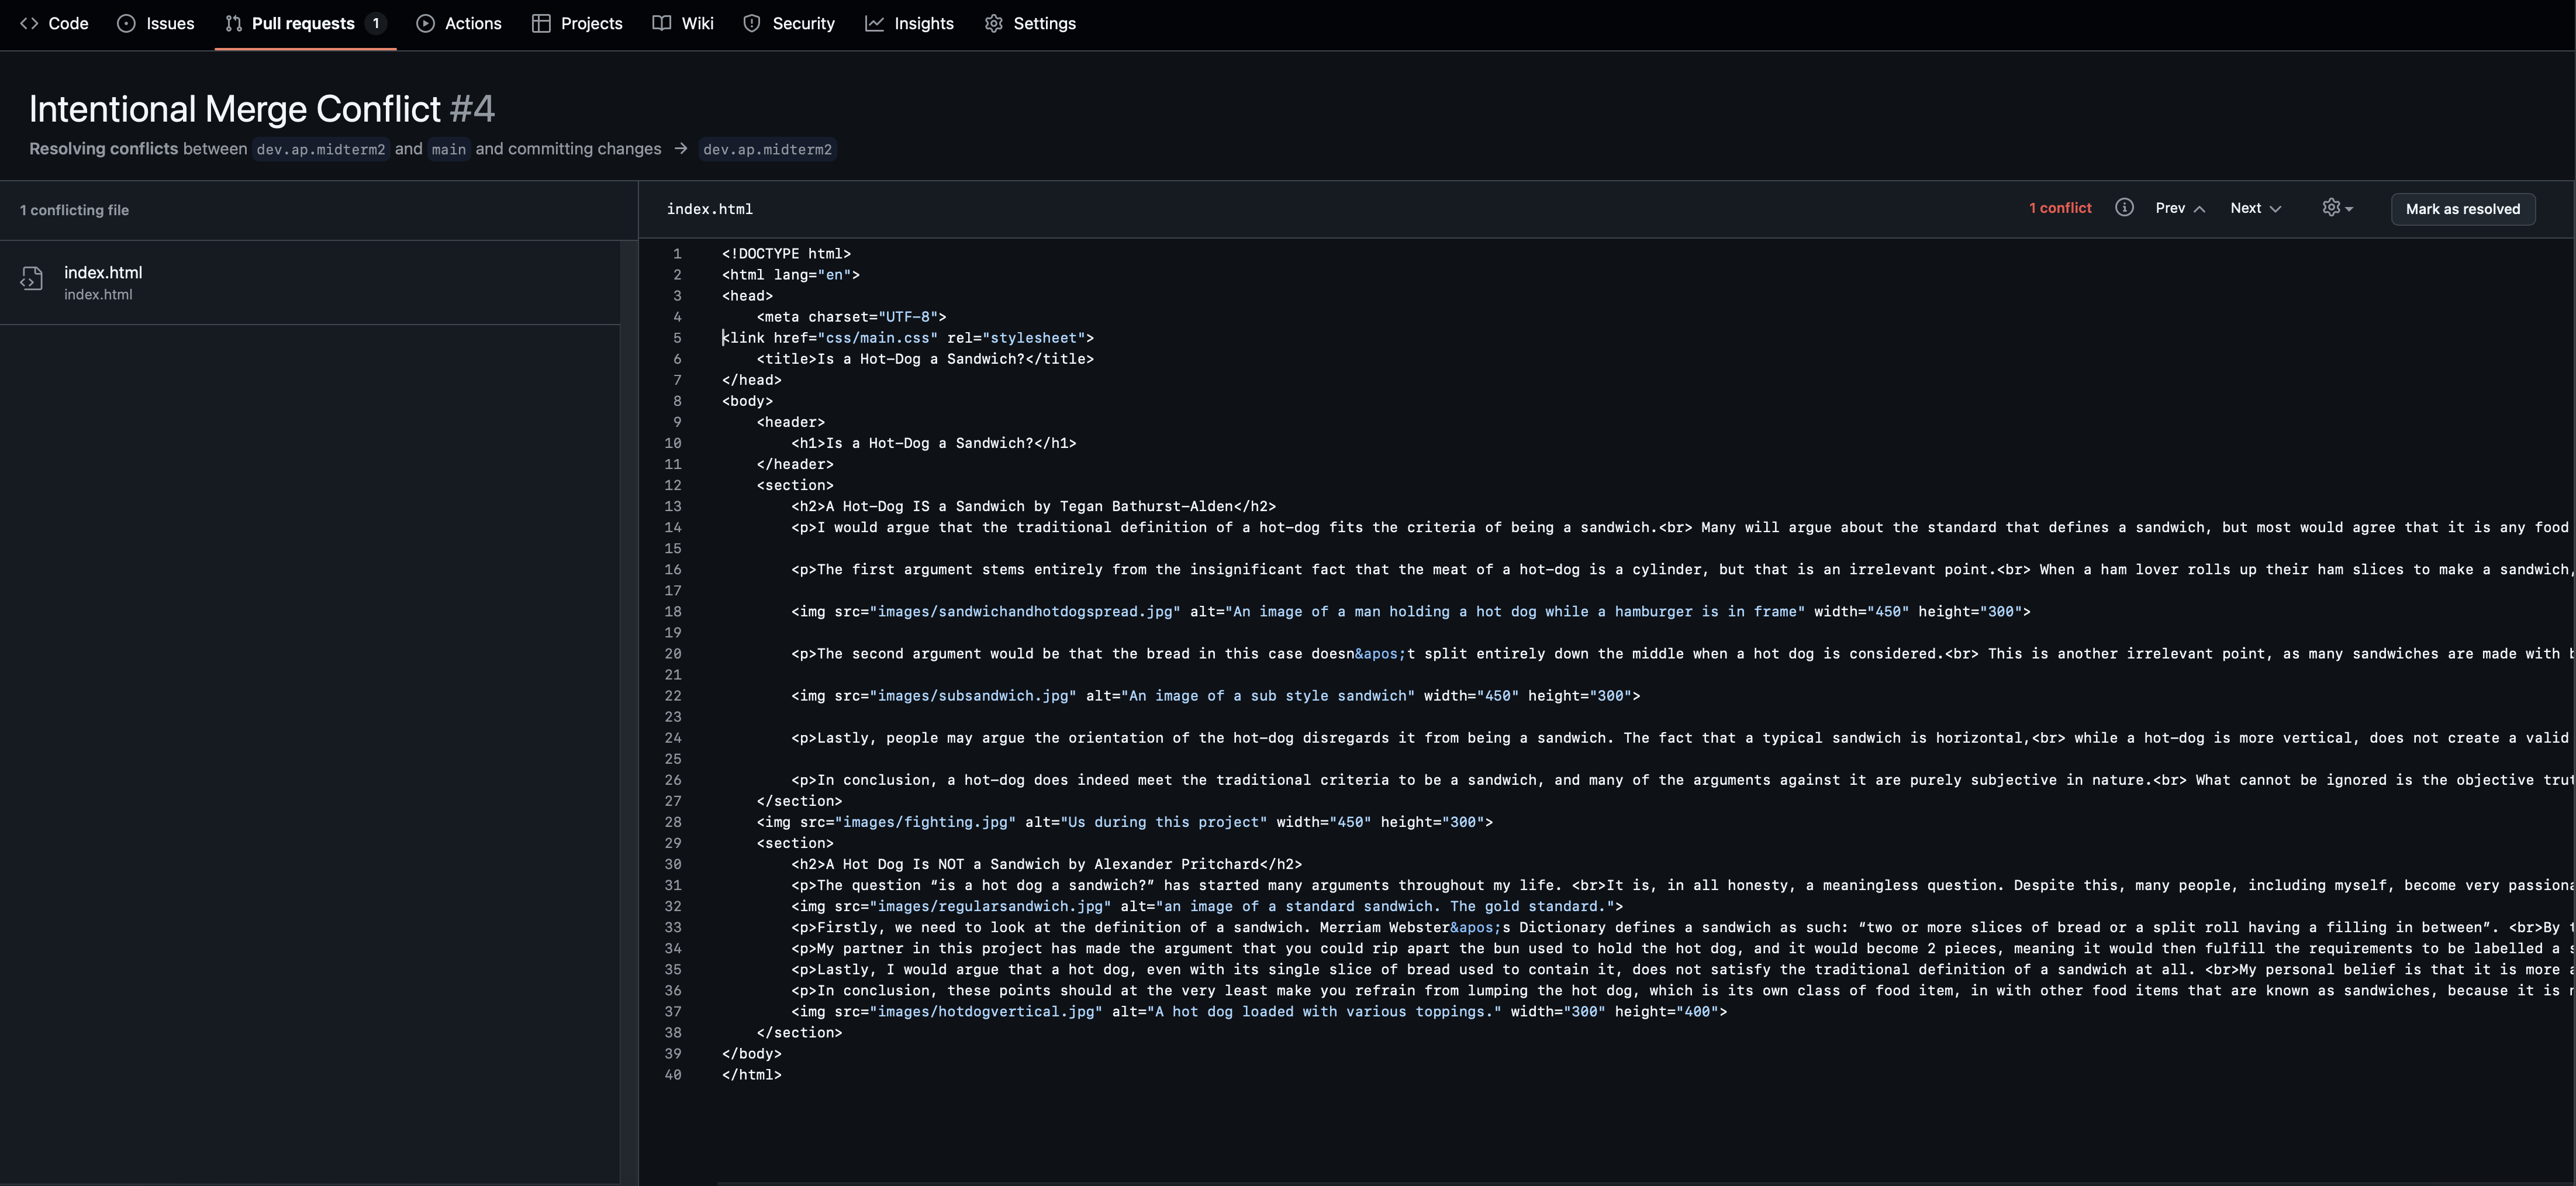 Code Issues Pull requests 1 Actions Projects Wiki Security Insights Settings
Intentional Merge Conflict #4
Resolving conflicts between dev.ap.midterm2 and main and committing changes → dev.ap.midterm2
1 conflicting file
index.html
index.html
index.html 1 conflict Prev Next Mark as resolved
1 <!DOCTYPE html>
2 <html lang="en">
3 <head>
4 <meta charset="UTF-8">
5 <link href="css/main.css" rel="stylesheet">
6 <title>Is a Hot-Dog a Sandwich?</title>
7 </head>
8 <body>
9 <header>
10 <h1>Is a Hot-Dog a Sandwich?</h1>
11 </header>
12 <section>
13 <h2>A Hot-Dog IS a Sandwich by Tegan Bathurst-Alden</h2>
14 <p>I would argue that the traditional definition of a hot-dog fits the criteria of being a sandwich.<br> Many will argue about the standard that defines a sandwich, but most would agree that it is any food
15
16 <p>The first argument stems entirely from the insignificant fact that the meat of a hot-dog is a cylinder, but that is an irrelevant point.<br> When a ham lover rolls up their ham slices to make a sandwich,
17
18 <img src="images/sandwichandhotdogspread.jpg" alt="An image of a man holding a hot dog while a hamburger is in frame" width="450" height="300">
19
20 <p>The second argument would be that the bread in this case doesn&apos;t split entirely down the middle when a hot dog is considered.<br> This is another irrelevant point, as many sandwiches are made with
21
22 <img src="images/subsandwich.jpg" alt="An image of a sub style sandwich" width="450" height="300">
23
24 <p>Lastly, people may argue the orientation of the hot-dog disregards it from being a sandwich. The fact that a typical sandwich is horizontal,<br> while a hot-dog is more vertical, does not create a valid
25
26 <p>In conclusion, a hot-dog does indeed meet the traditional criteria to be a sandwich, and many of the arguments against it are purely subjective in nature.<br> What cannot be ignored is the objective
27 </section>
28 <img src="images/fighting.jpg" alt="Us during this project" width="450" height="300">
29 <section>
30 <h2>A Hot Dog Is NOT a Sandwich by Alexander Pritchard</h2>
31 <p>The question “is a hot dog a sandwich?” has started many arguments throughout my life. <br>It is, in all honesty, a meaningless question. Despite this, many people, including myself, become very
32 <img src="images/regularsandwich.jpg" alt="an image of a standard sandwich. The gold standard.">
33 <p>Firstly, we need to look at the definition of a sandwich. Merriam Webster&apos;s Dictionary defines a sandwich as such: “two or more slices of bread or a split roll having a filling in between”. <br>By
34 <p>My partner in this project has made the argument that you could rip apart the bun used to hold the hot dog, and it would become 2 pieces, meaning it would then fulfill the requirements to be labelled a
35 <p>Lastly, I would argue that a hot dog, even with its single slice of bread used to contain it, does not satisfy the traditional definition of a sandwich at all. <br>My personal belief is that it is more
36 <p>In conclusion, these points should at the very least make you refrain from lumping the hot dog, which is its own class of food item, in with other food items that are known as sandwiches, because it is
37 <img src="images/hotdogvertical.jpg" alt="A hot dog loaded with various toppings." width="300" height="400">
38 </section>
39 </body>
40 </html>